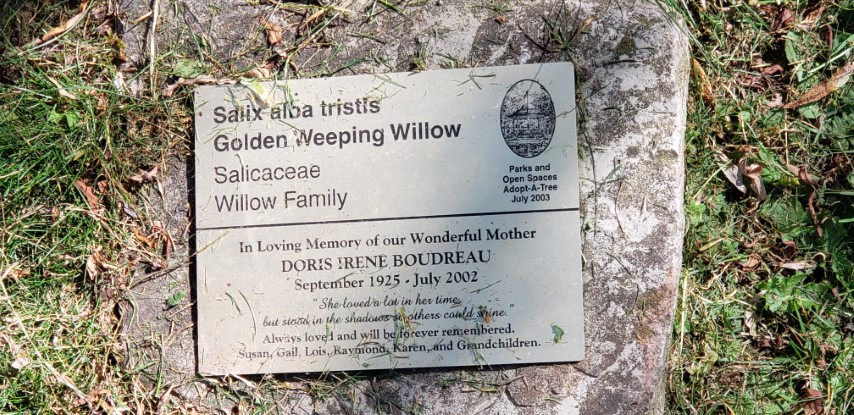 Salix alba tristis
Golden Weeping Willow
Salicaceae
Willow Family
Parks and
Open Spaces
Adopt-A-Tree
July 2003
In Loving Memory of our Wonderful Mother
DORIS IRENE BOUDREAU
September 1925 - July 2002
"She loved a lot in her time,
but stood in the shadows so others could shine."
Always loved and will be forever remembered.
Susan, Gail, Lois, Raymond, Karen, and Grandchildren.